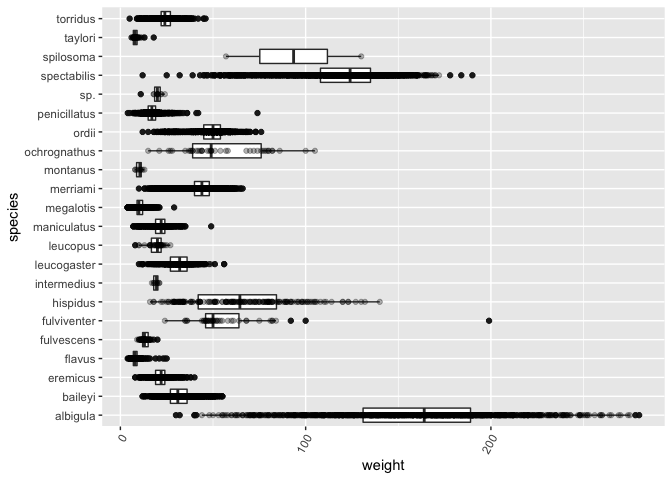 torridus
taylori
spilosoma
spectabilis
sp.
penicillatus
ordii
ochrognathus
montanus
merriami
megalotis
maniculatus
leucopus
leucogaster
intermedius
hispidus
fulviventer
fulvescens
flavus
eremicus
baileyi
albigula
species
0 100 200
weight